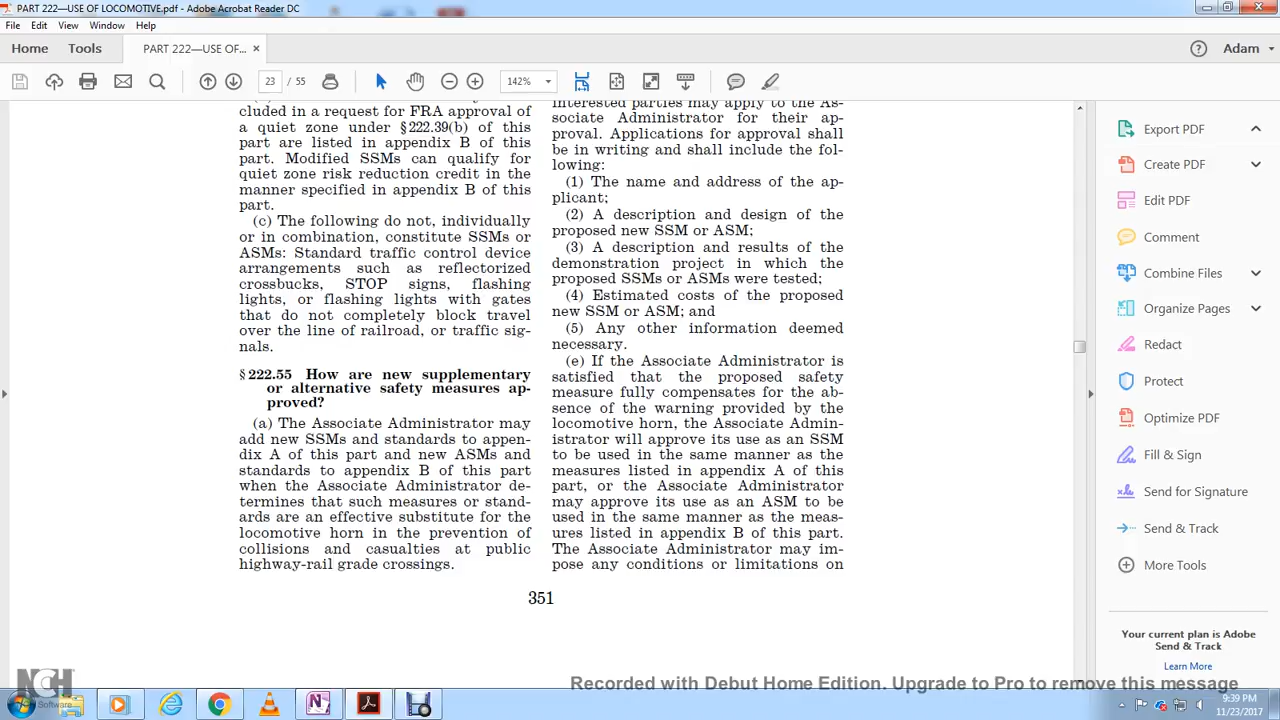 PART 222—USE OF LOCOMOTIVE.pdf - Adobe Acrobat Reader DC
File Edit View Window Help
Home Tools PART 222—USE OF... × Adam
23 / 55 142%
cluded in a request for FRA approval of
a quiet zone under § 222.39(b) of this
part are listed in appendix B of this
part. Modified SSMs can qualify for
quiet zone risk reduction credit in the
manner specified in appendix B of this
part.
(c) The following do not, individually
or in combination, constitute SSMs or
ASMs: Standard traffic control device
arrangements such as reflectorized
crossbucks, STOP signs, flashing
lights, or flashing lights with gates
that do not completely block travel
over the line of railroad, or traffic sig-
nals.
§ 222.55 How are new supplementary
or alternative safety measures ap-
proved?
(a) The Associate Administrator may
add new SSMs and standards to appen-
dix A of this part and new ASMs and
standards to appendix B of this part
when the Associate Administrator de-
termines that such measures or stand-
ards are an effective substitute for the
locomotive horn in the prevention of
collisions and casualties at public
highway-rail grade crossings.
interested parties may apply to the As-
sociate Administrator for their ap-
proval. Applications for approval shall
be in writing and shall include the fol-
lowing:
(1) The name and address of the ap-
plicant;
(2) A description and design of the
proposed new SSM or ASM;
(3) A description and results of the
demonstration project in which the
proposed SSMs or ASMs were tested;
(4) Estimated costs of the proposed
new SSM or ASM; and
(5) Any other information deemed
necessary.
(e) If the Associate Administrator is
satisfied that the proposed safety
measure fully compensates for the ab-
sence of the warning provided by the
locomotive horn, the Associate Admin-
istrator will approve its use as an SSM
to be used in the same manner as the
measures listed in appendix A of this
part, or the Associate Administrator
may approve its use as an ASM to be
used in the same manner as the meas-
ures listed in appendix B of this part.
The Associate Administrator may im-
pose any conditions or limitations on
351
Export PDF
Create PDF
Edit PDF
Comment
Combine Files
Organize Pages
Redact
Protect
Optimize PDF
Fill & Sign
Send for Signature
Send & Track
More Tools
Your current plan is Adobe
Send & Track
Learn More
NCH
Software
Recorded with Debut Home Edition. Upgrade to Pro to remove this message
9:39 PM
11/23/2017